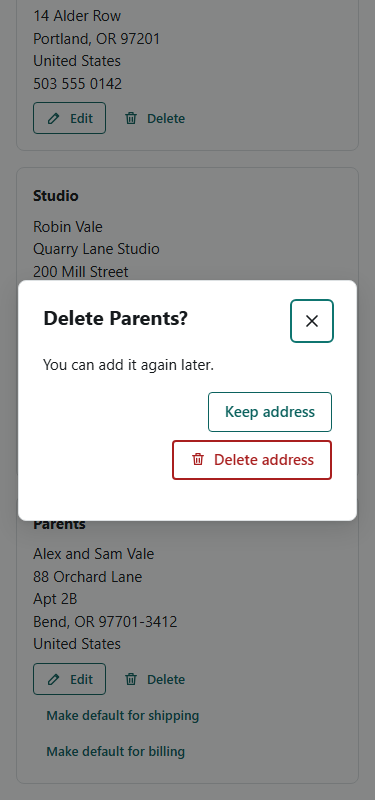 14 Alder Row
Portland, OR 97201
United States
503 555 0142
Edit
Delete
Studio
Robin Vale
Quarry Lane Studio
200 Mill Street
Delete Parents?
You can add it again later.
Keep address
Delete address
Parents
Alex and Sam Vale
88 Orchard Lane
Apt 2B
Bend, OR 97701-3412
United States
Edit
Delete
Make default for shipping
Make default for billing